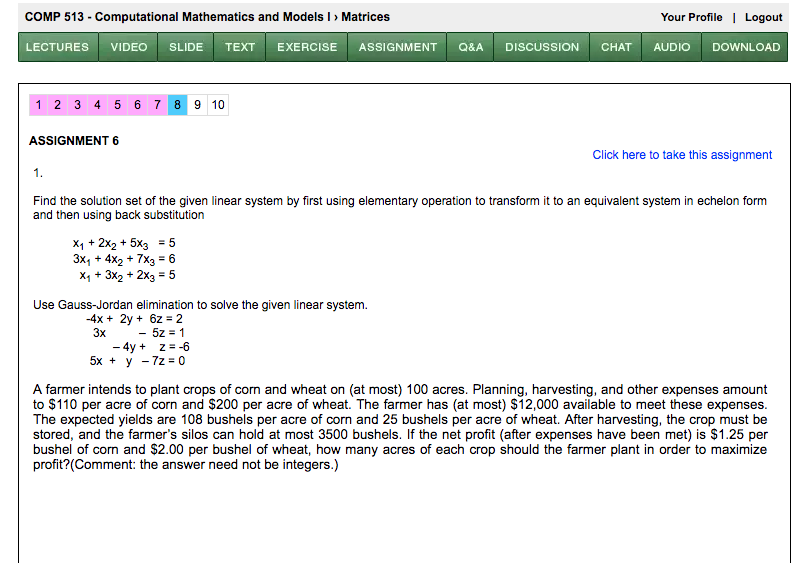 COMP 513 - Computational Mathematics and Models I › Matrices Your Profile | Logout
LECTURES VIDEO SLIDE TEXT EXERCISE ASSIGNMENT Q&A DISCUSSION CHAT AUDIO DOWNLOAD
1 2 3 4 5 6 7 8 9 10
ASSIGNMENT 6
Click here to take this assignment
1.
Find the solution set of the given linear system by first using elementary operation to transform it to an equivalent system in echelon form
and then using back substitution
x₁ + 2x₂ + 5x₃ = 5
3x₁ + 4x₂ + 7x₃ = 6
x₁ + 3x₂ + 2x₃ = 5
Use Gauss-Jordan elimination to solve the given linear system.
-4x + 2y + 6z = 2
3x – 5z = 1
– 4y + z = -6
5x + y – 7z = 0
A farmer intends to plant crops of corn and wheat on (at most) 100 acres. Planning, harvesting, and other expenses amount
to $110 per acre of corn and $200 per acre of wheat. The farmer has (at most) $12,000 available to meet these expenses.
The expected yields are 108 bushels per acre of corn and 25 bushels per acre of wheat. After harvesting, the crop must be
stored, and the farmer's silos can hold at most 3500 bushels. If the net profit (after expenses have been met) is $1.25 per
bushel of corn and $2.00 per bushel of wheat, how many acres of each crop should the farmer plant in order to maximize
profit?(Comment: the answer need not be integers.)